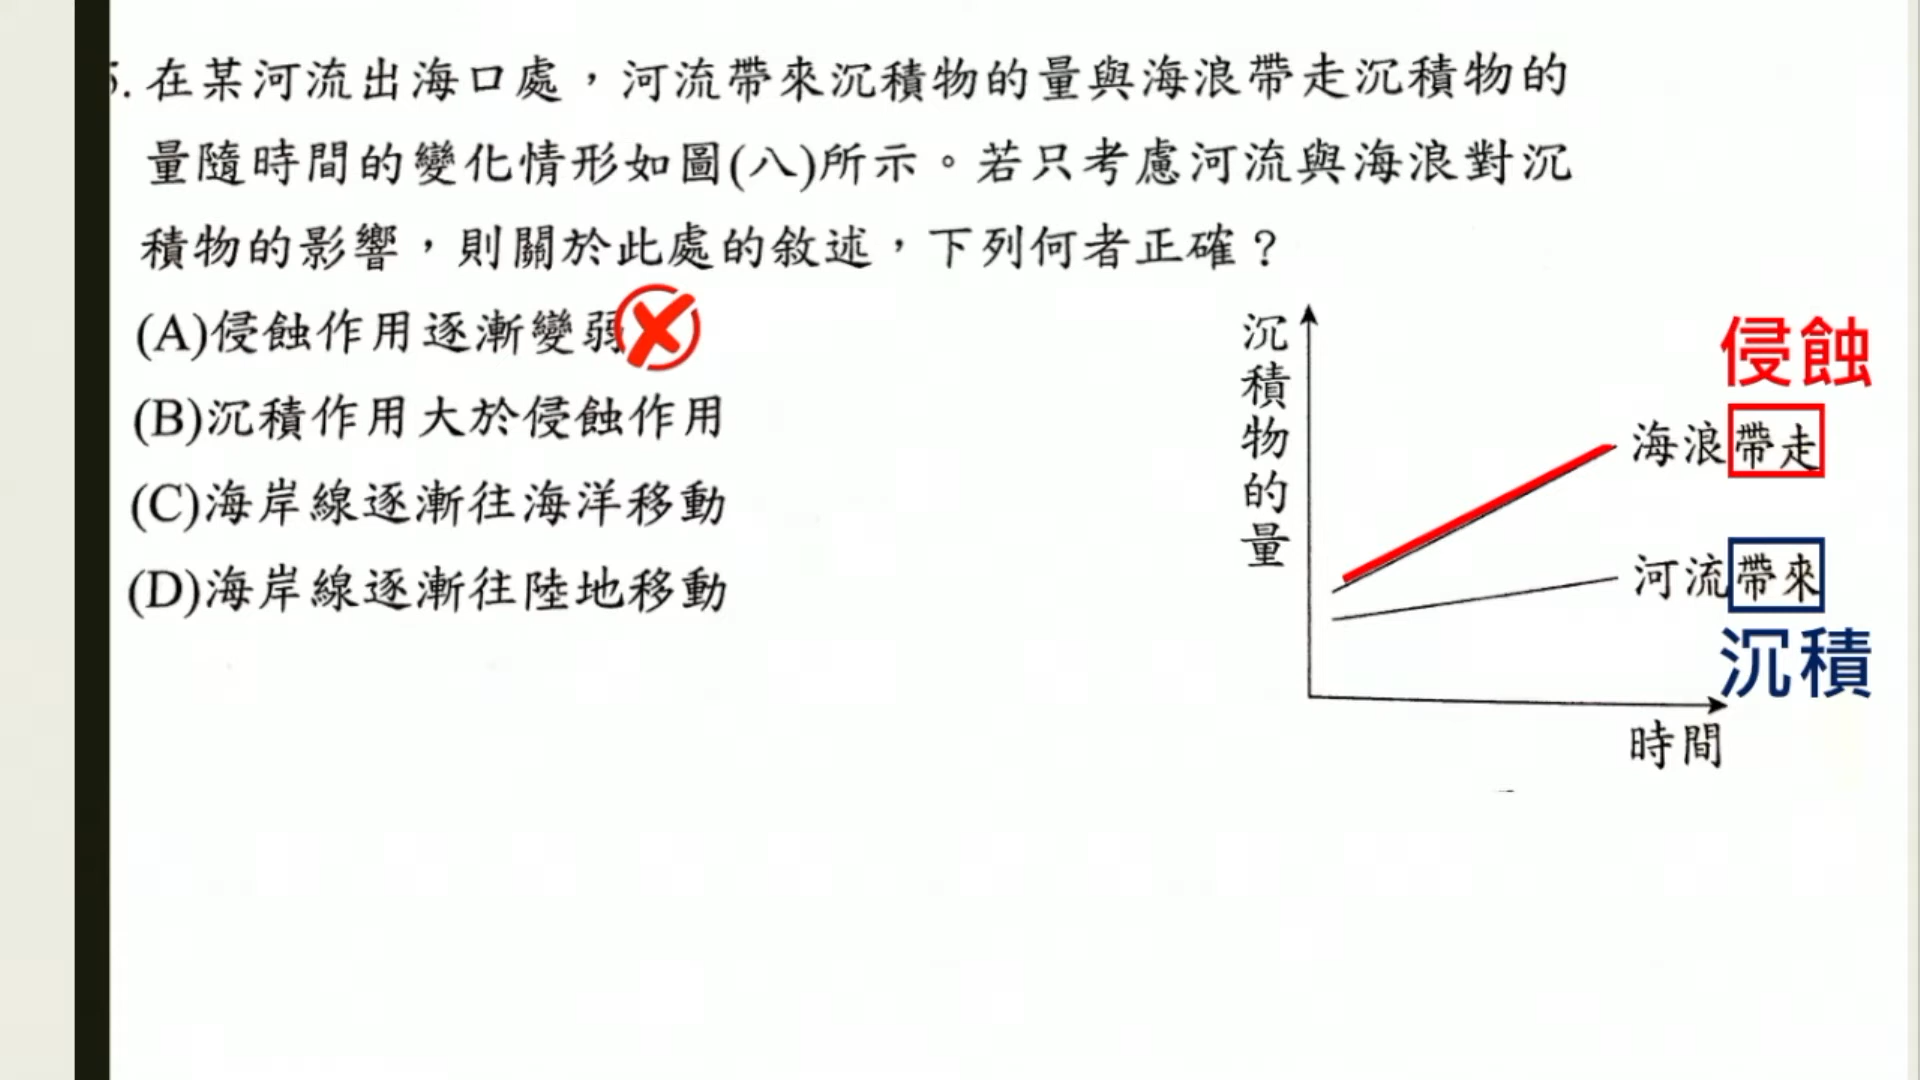 5. 在某河流出海口處，河流帶來沉積物的量與海浪帶走沉積物的
量隨時間的變化情形如圖(八)所示。若只考慮河流與海浪對沉
積物的影響，則關於此處的敘述，下列何者正確？
(A)侵蝕作用逐漸變弱
(B)沉積作用大於侵蝕作用
(C)海岸線逐漸往海洋移動
(D)海岸線逐漸往陸地移動
沉積物的量
侵蝕
海浪帶走
河流帶來
沉積
時間